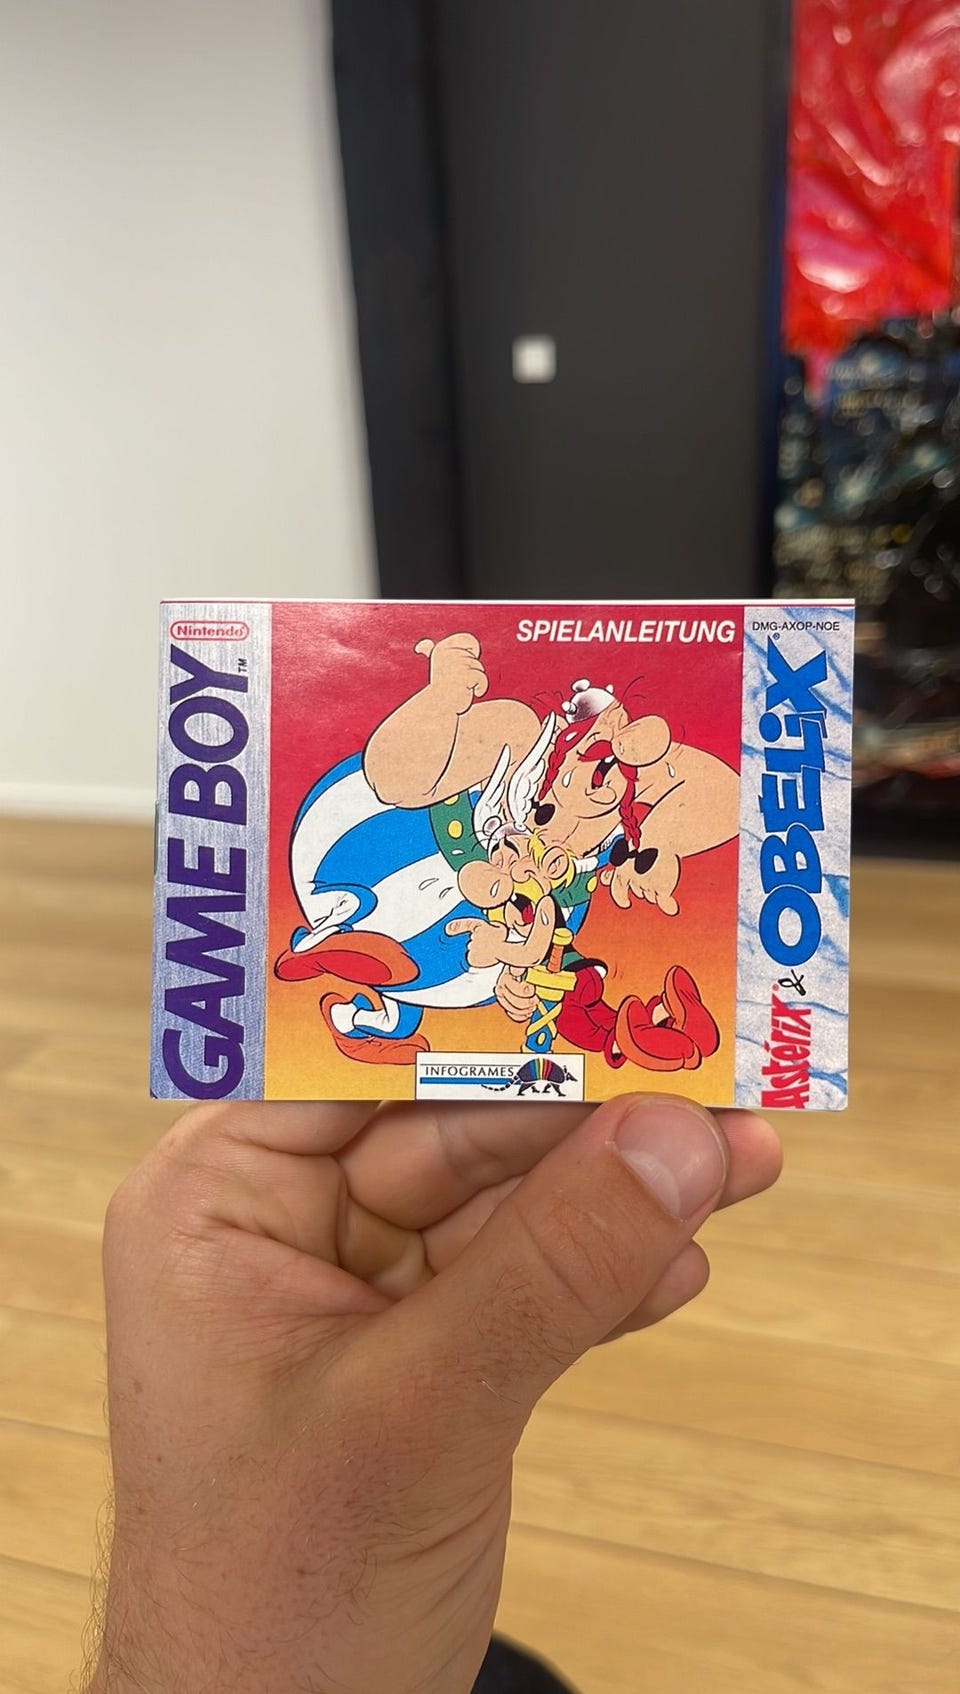 Nintendo
GAME BOY™
SPIELANLEITUNG
DMG-AXOP-NOE
Astérix® & OBELiX®
INFOGRAMES